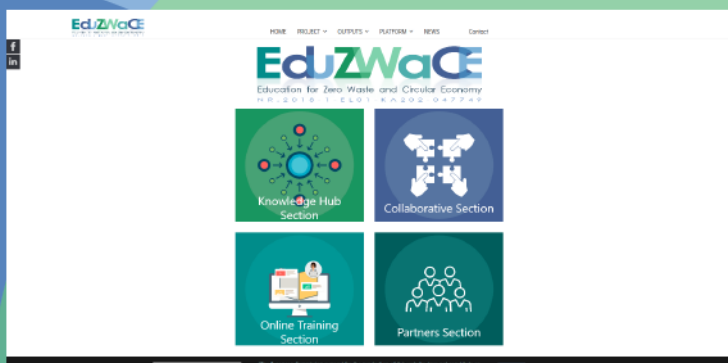 EduZWaCE
HOME PROJECT OUTPUTS PLATFORM NEWS Contact
f
in
EduZWaCE
Education for Zero Waste and Circular Economy
Knowledge Hub
Section
Collaborative Section
Online Training
Section
Partners Section